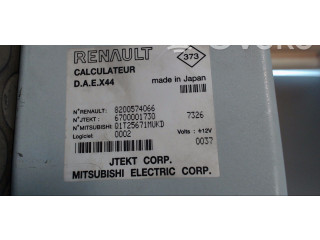 RENAULT
373
CALCULATEUR
D.A.E.X44
made in Japan
N°RENAULT: 8200574066
N°JTEKT: 6700001730 7326
N°MITSUBISHI: Q1T25671MUKD
Logiciel: 0002 Volts: ±12V
0037
JTEKT CORP.
MITSUBISHI ELECTRIC CORP.